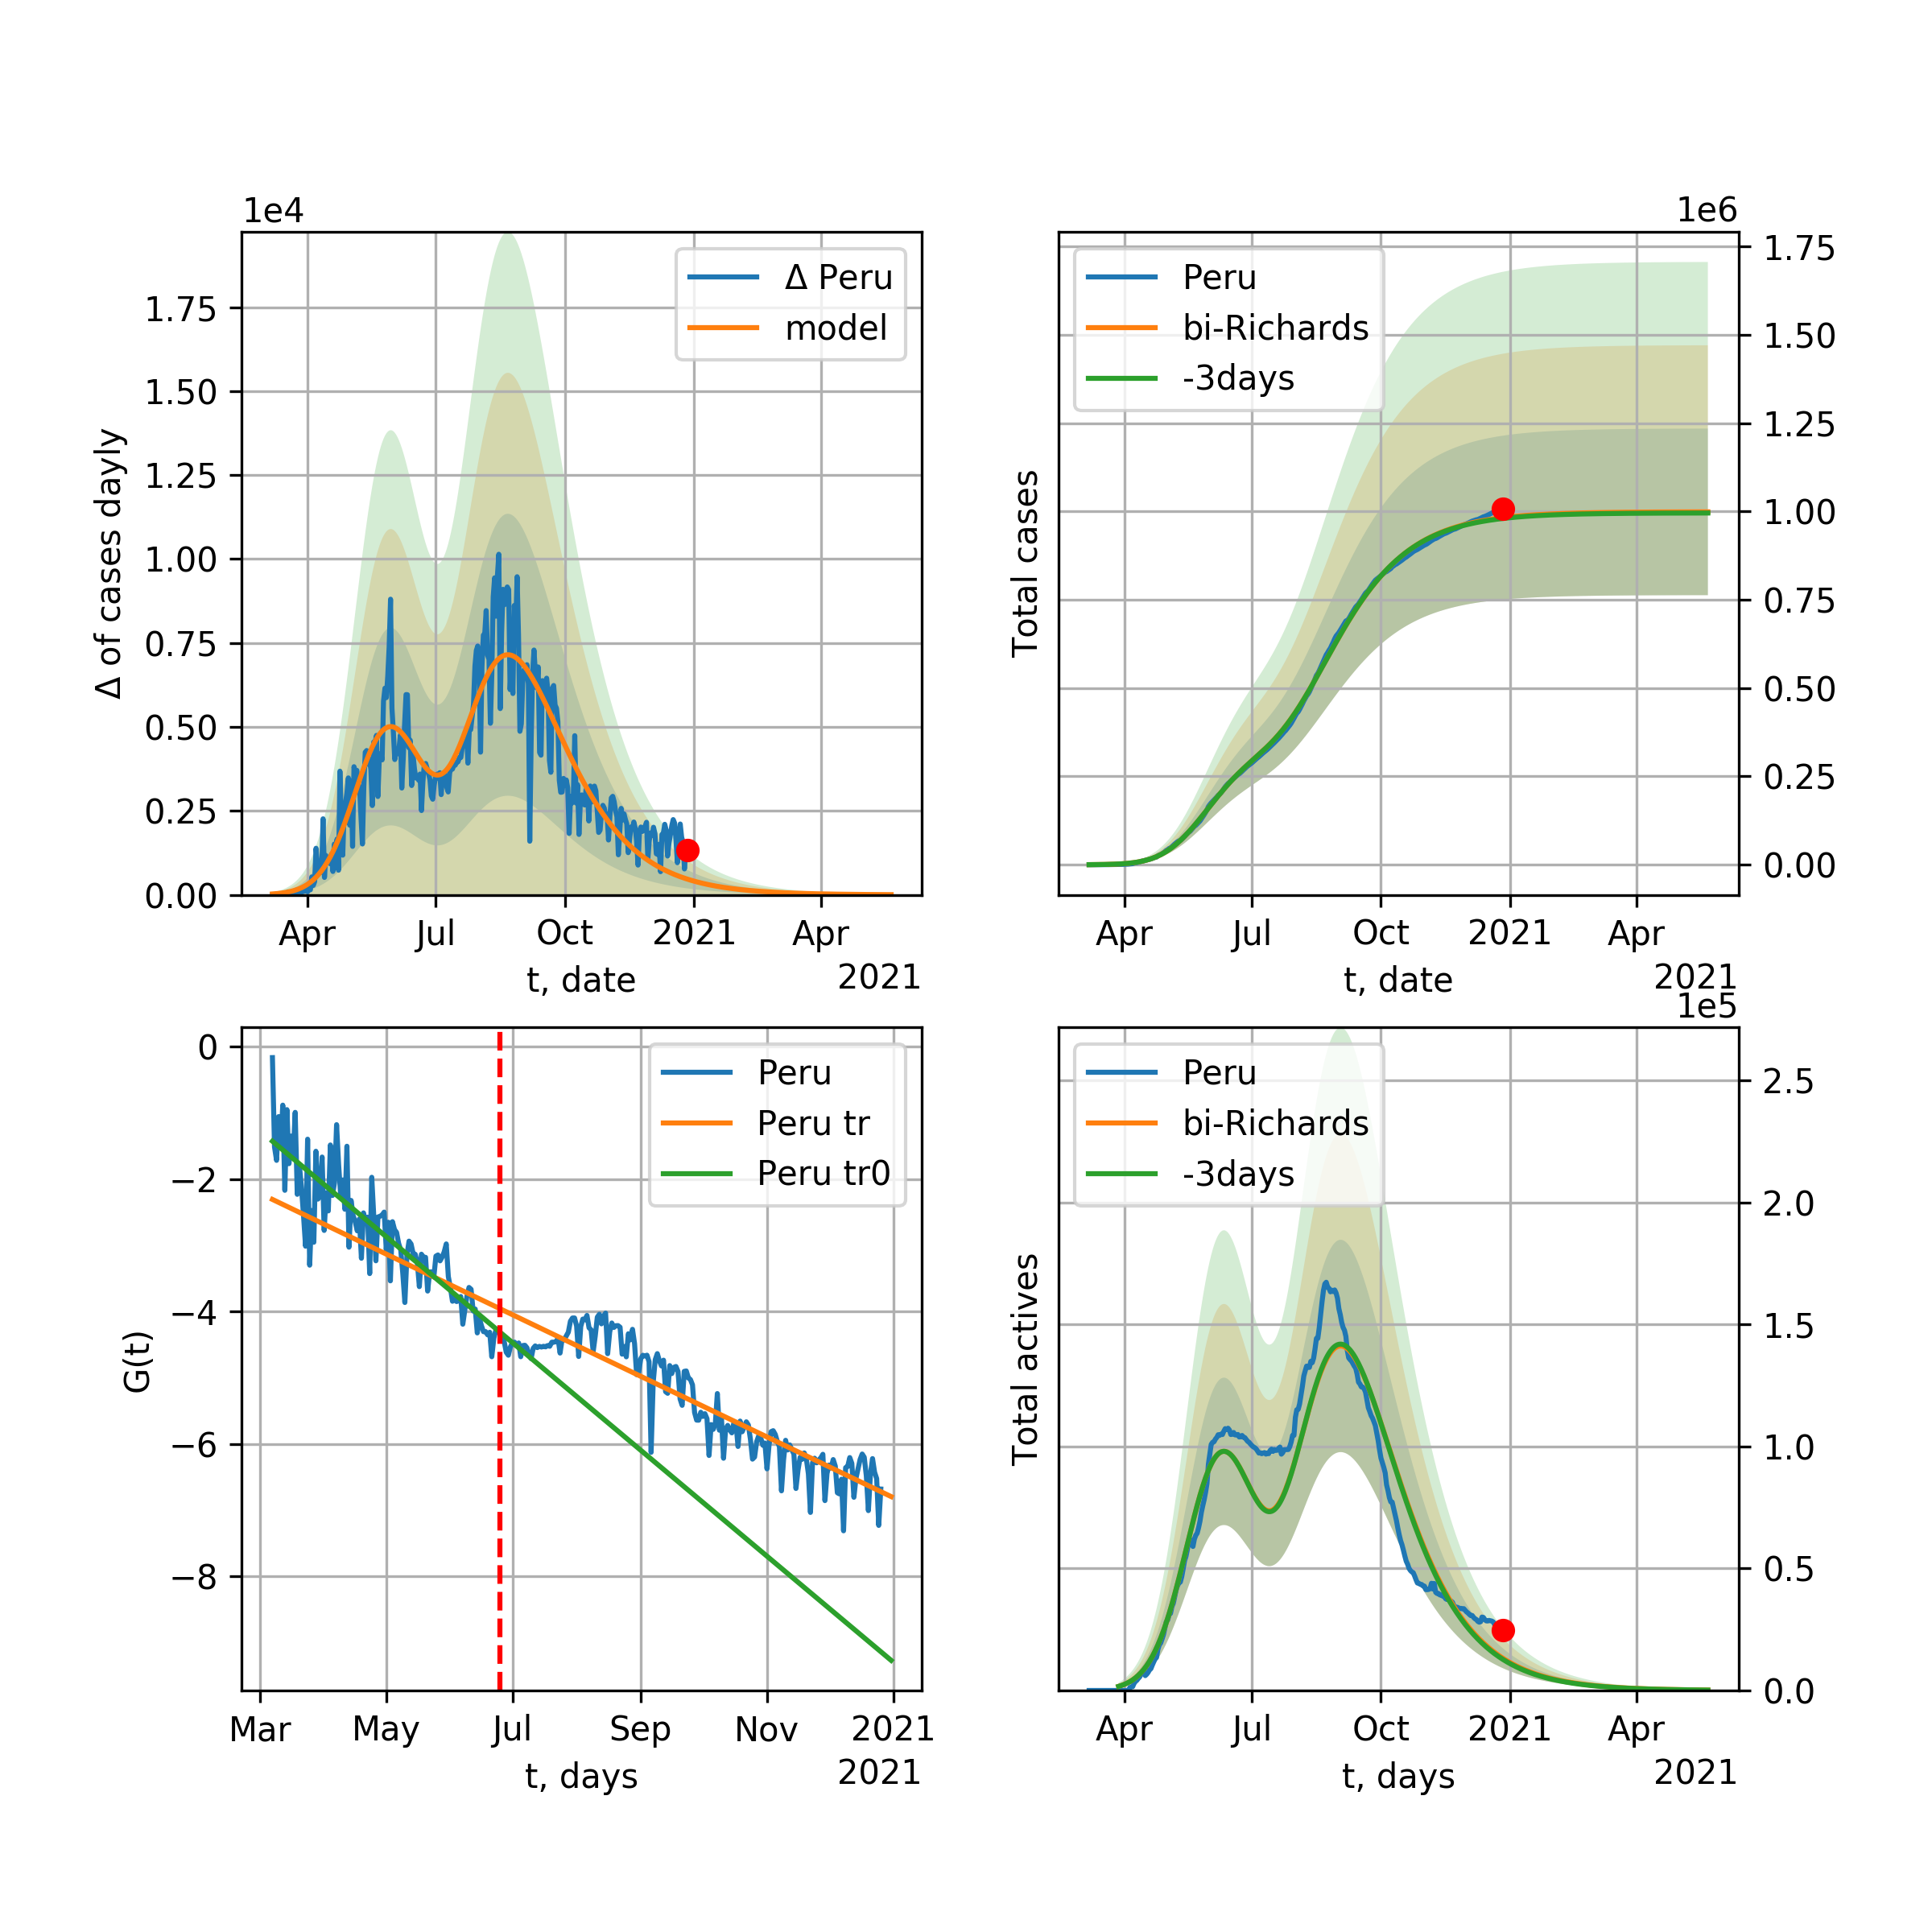 1e4
Δ of cases dayly
1.75
1.50
1.25
1.00
0.75
0.50
0.25
0.00
Δ Peru
model
Apr Jul Oct 2021 Apr
t, date
2021
1e6
Total cases
Peru
bi-Richards
-3days
1.75
1.50
1.25
1.00
0.75
0.50
0.25
0.00
Apr Jul Oct 2021 Apr
t, date
2021
G(t)
0
−2
−4
−6
−8
Peru
Peru tr
Peru tr0
Mar May Jul Sep Nov 2021
t, days
2021
1e5
Total actives
Peru
bi-Richards
-3days
2.5
2.0
1.5
1.0
0.5
0.0
Apr Jul Oct 2021 Apr
t, days
2021